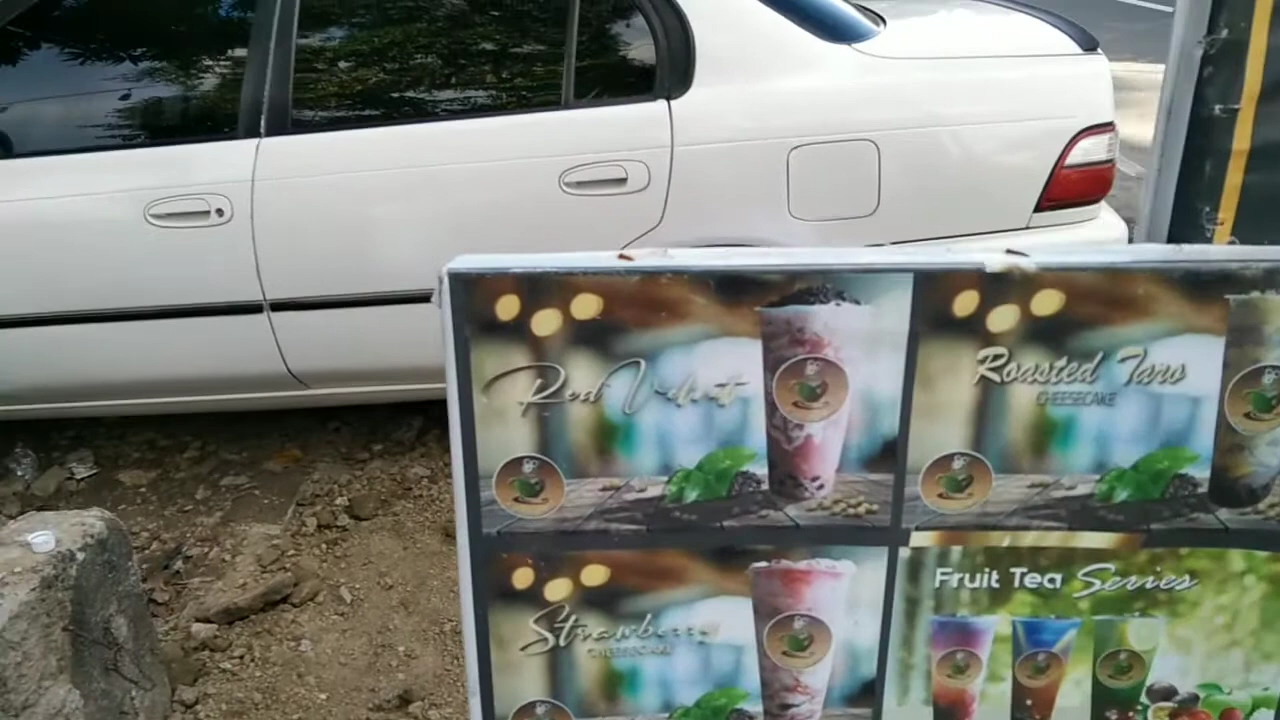 Red Velvet
Roasted Taro
CHEESECAKE
Strawberry
CHEESECAKE
Fruit Tea Series